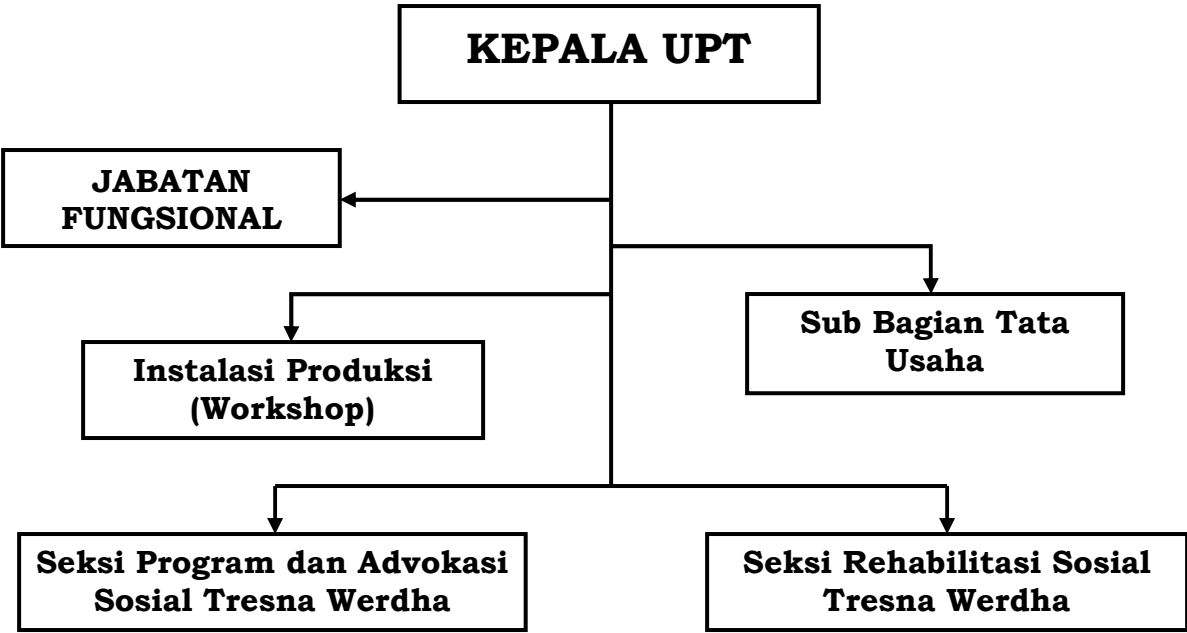 KEPALA UPT
JABATAN
FUNGSIONAL
Sub Bagian Tata
Usaha
Instalasi Produksi
(Workshop)
Seksi Program dan Advokasi
Sosial Tresna Werdha
Seksi Rehabilitasi Sosial
Tresna Werdha